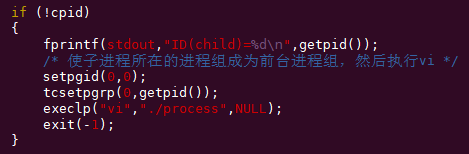 if (!cpid)
{
fprintf(stdout,"ID(child)=%d\n",getpid());
/* 使子进程所在的进程组成为前台进程组，然后执行vi */
setpgid(0,0);
tcsetpgrp(0,getpid());
execlp("vi","./process",NULL);
exit(-1);
}